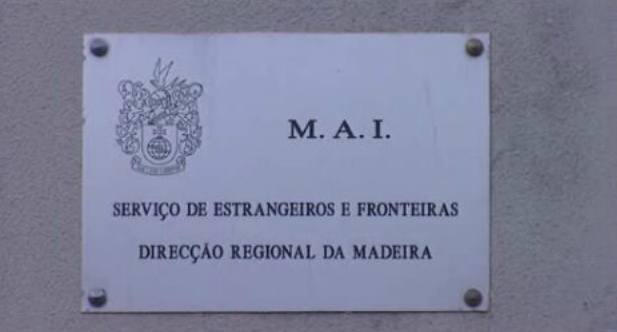 M. A. I.
SERVIÇO DE ESTRANGEIROS E FRONTEIRAS
DIRECÇÃO REGIONAL DA MADEIRA